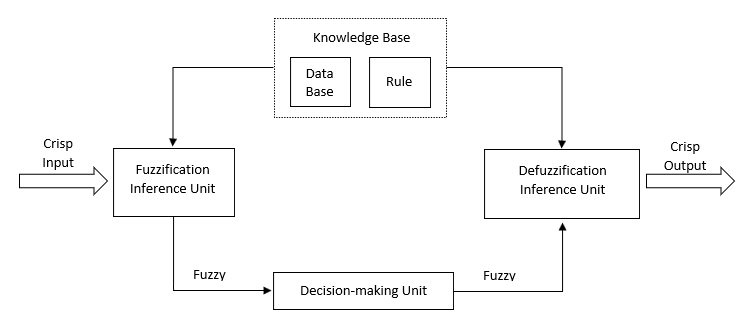 Knowledge Base
Data
Base
Rule
Crisp
Input
Fuzzification
Inference Unit
Defuzzification
Inference Unit
Crisp
Output
Fuzzy
Decision-making Unit
Fuzzy